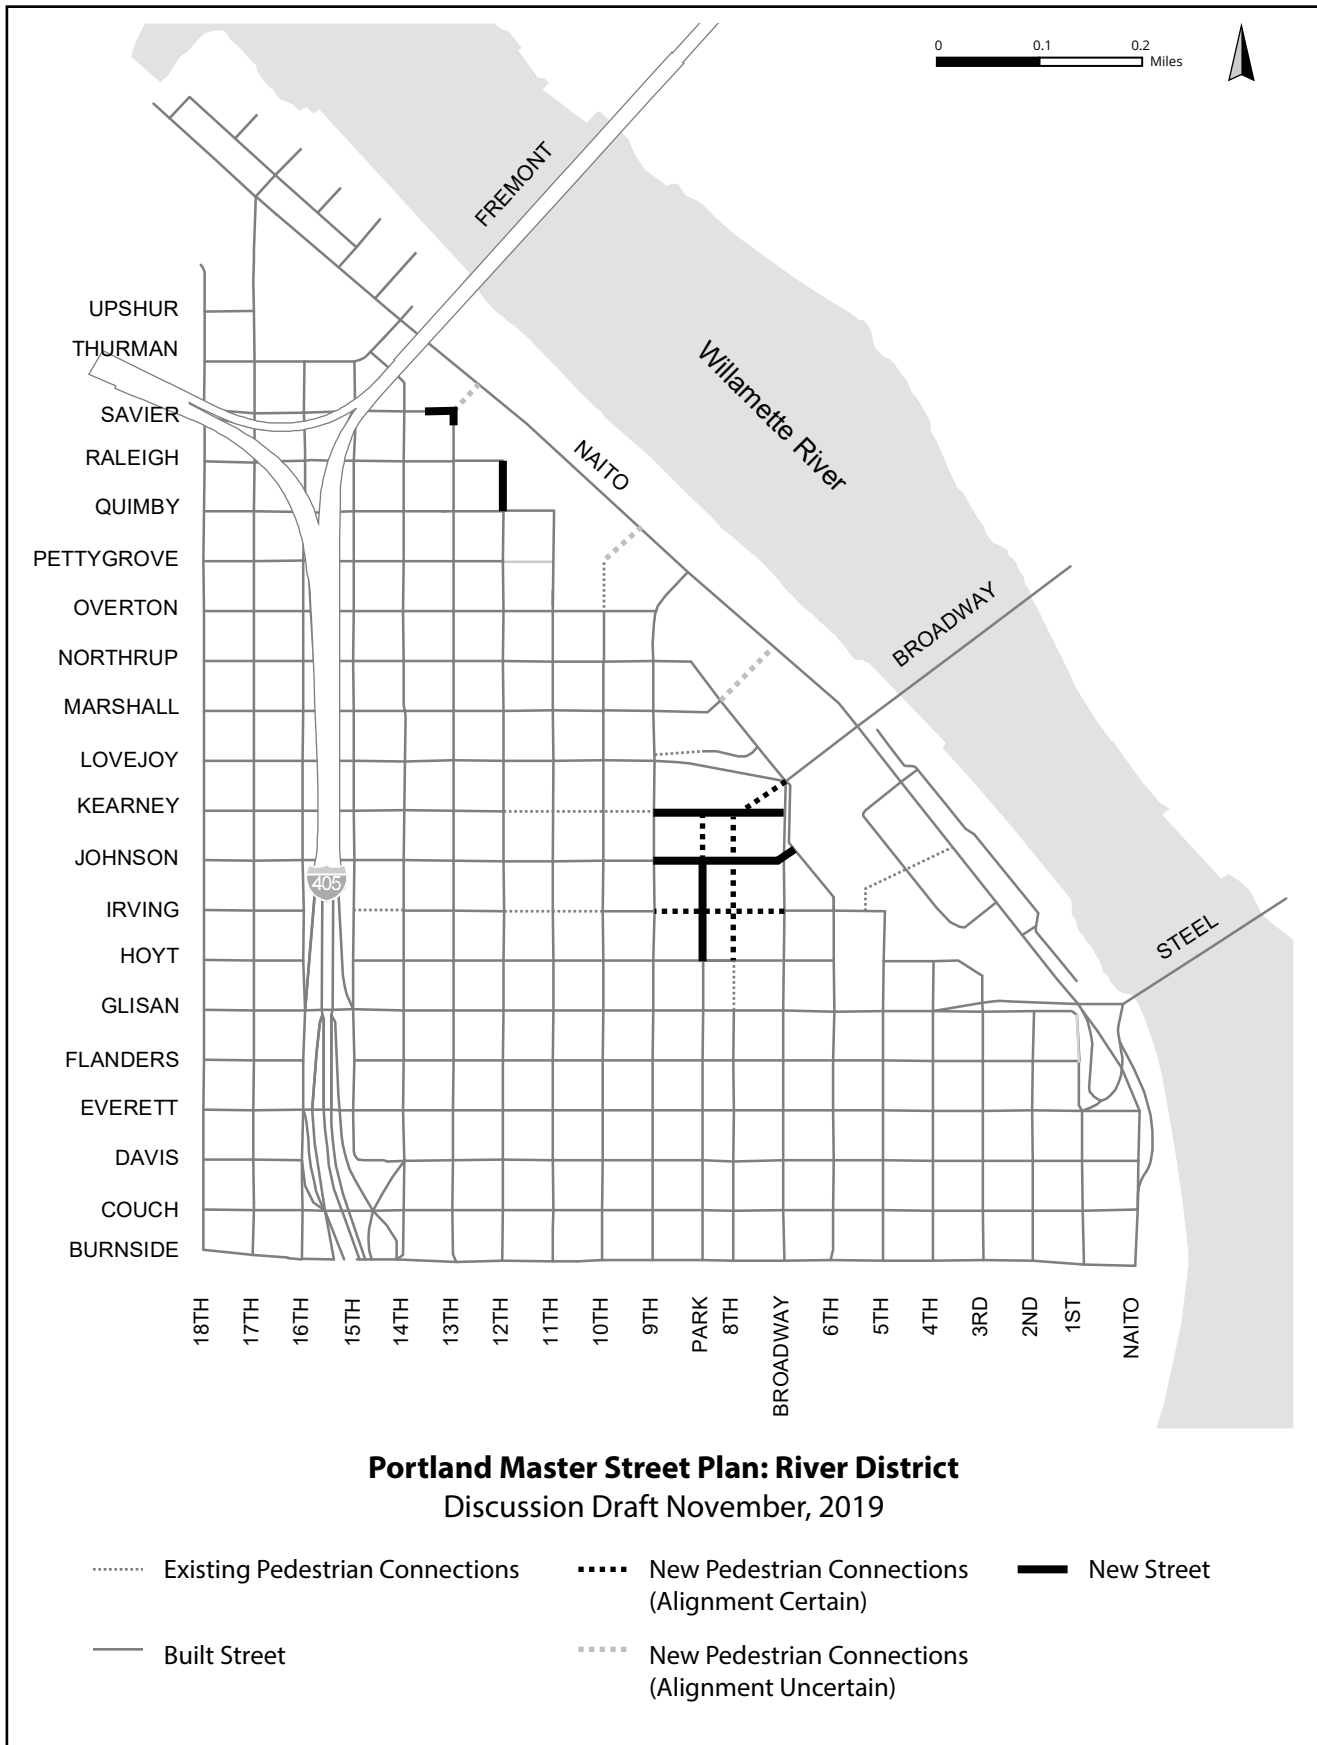 0 0.1 0.2
Miles
FREMONT
UPSHUR
THURMAN
SAVIER
RALEIGH
QUIMBY
PETTYGROVE
OVERTON
NORTHRUP
MARSHALL
LOVEJOY
KEARNEY
JOHNSON
IRVING
HOYT
GLISAN
FLANDERS
EVERETT
DAVIS
COUCH
BURNSIDE
Willamette River
NAITO
BROADWAY
STEEL
405
18TH
17TH
16TH
15TH
14TH
13TH
12TH
11TH
10TH
9TH
PARK
8TH
BROADWAY
6TH
5TH
4TH
3RD
2ND
1ST
NAITO
Portland Master Street Plan: River District
Discussion Draft November, 2019
Existing Pedestrian Connections
Built Street
New Pedestrian Connections
(Alignment Certain)
New Pedestrian Connections
(Alignment Uncertain)
New Street